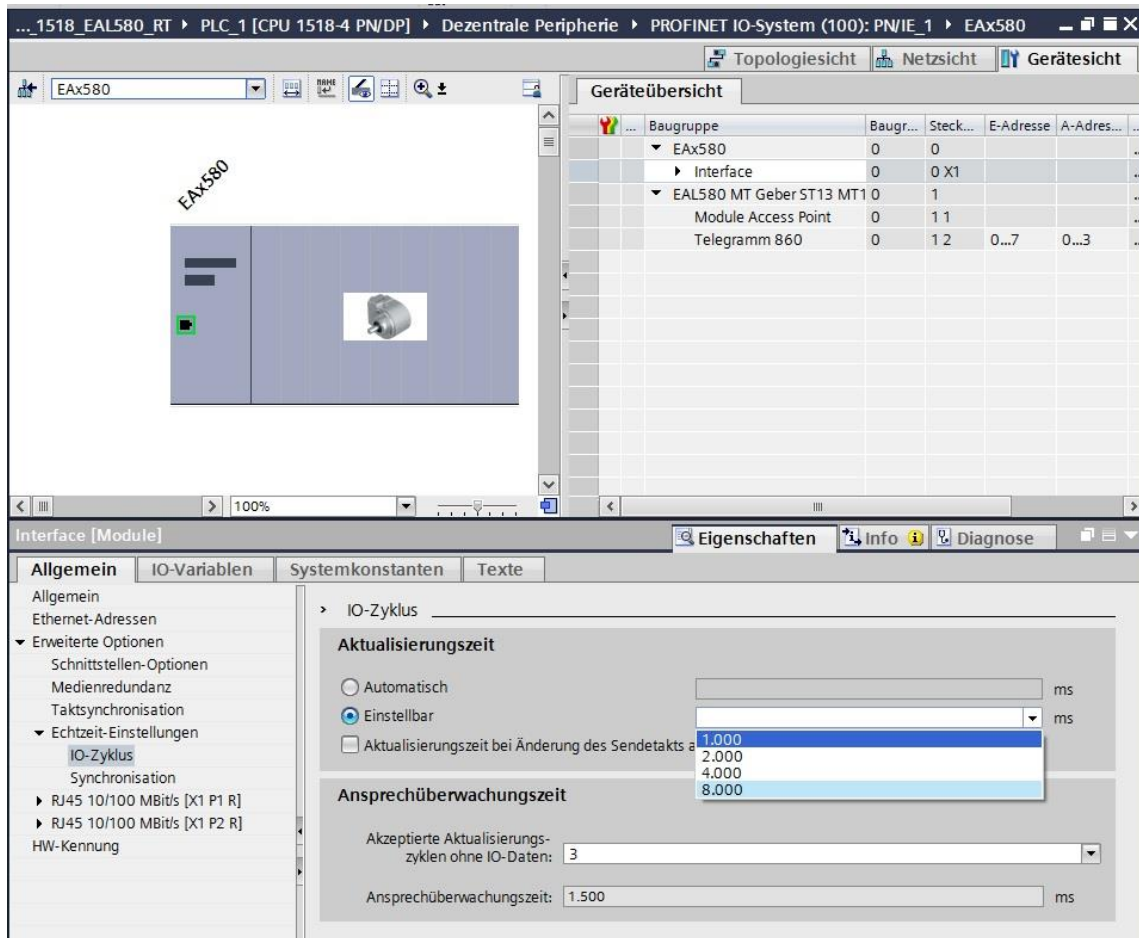 ..._1518_EAL580_RT ▸ PLC_1 [CPU 1518-4 PN/DP] ▸ Dezentrale Peripherie ▸ PROFINET IO-System (100): PN/IE_1 ▸ EAx580
Topologiesicht Netzsicht Gerätesicht
EAx580
Geräteübersicht
... Baugruppe Baugr... Steck... E-Adresse A-Adres... ...
EAx580 0 0
Interface 0 0 X1
EAL580 MT Geber ST13 MT1 0 1
Module Access Point 0 1 1
Telegramm 860 0 1 2 0...7 0...3
EAx580
100%
Interface [Module]
Eigenschaften Info Diagnose
Allgemein IO-Variablen Systemkonstanten Texte
Allgemein
Ethernet-Adressen
Erweiterte Optionen
Schnittstellen-Optionen
Medienredundanz
Taktsynchronisation
Echtzeit-Einstellungen
IO-Zyklus
Synchronisation
RJ45 10/100 MBit/s [X1 P1 R]
RJ45 10/100 MBit/s [X1 P2 R]
HW-Kennung
IO-Zyklus
Aktualisierungszeit
Automatisch ms
Einstellbar ms
Aktualisierungszeit bei Änderung des Sendetakts a
1.000
2.000
4.000
8.000
Ansprechüberwachungszeit
Akzeptierte Aktualisierungs-
zyklen ohne IO-Daten: 3
Ansprechüberwachungszeit: 1.500 ms